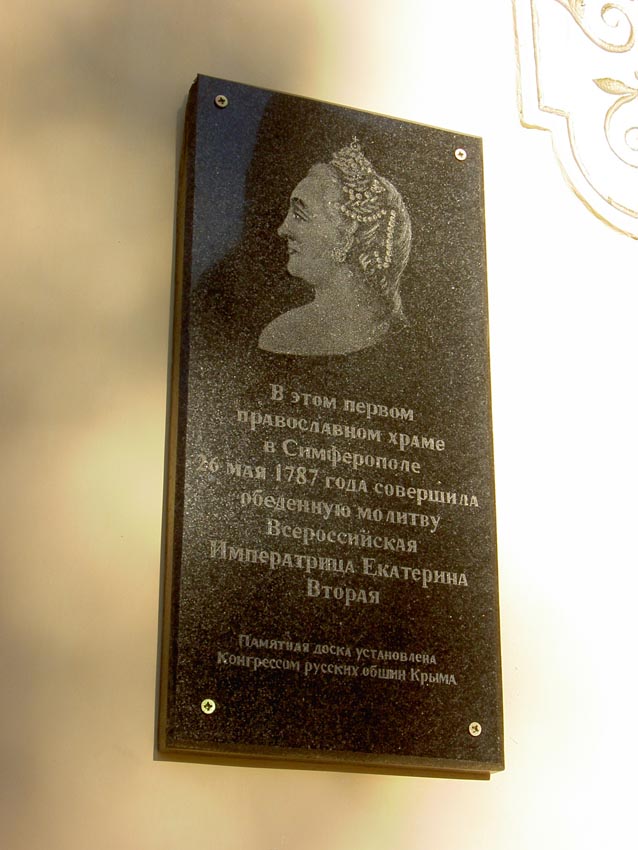 В этом первом
православном храме
в Симферополе
26 мая 1787 года совершила
обеденную молитву
Всероссийская
Императрица Екатерина
Вторая
Памятная доска установлена
Конгрессом русских общин Крыма